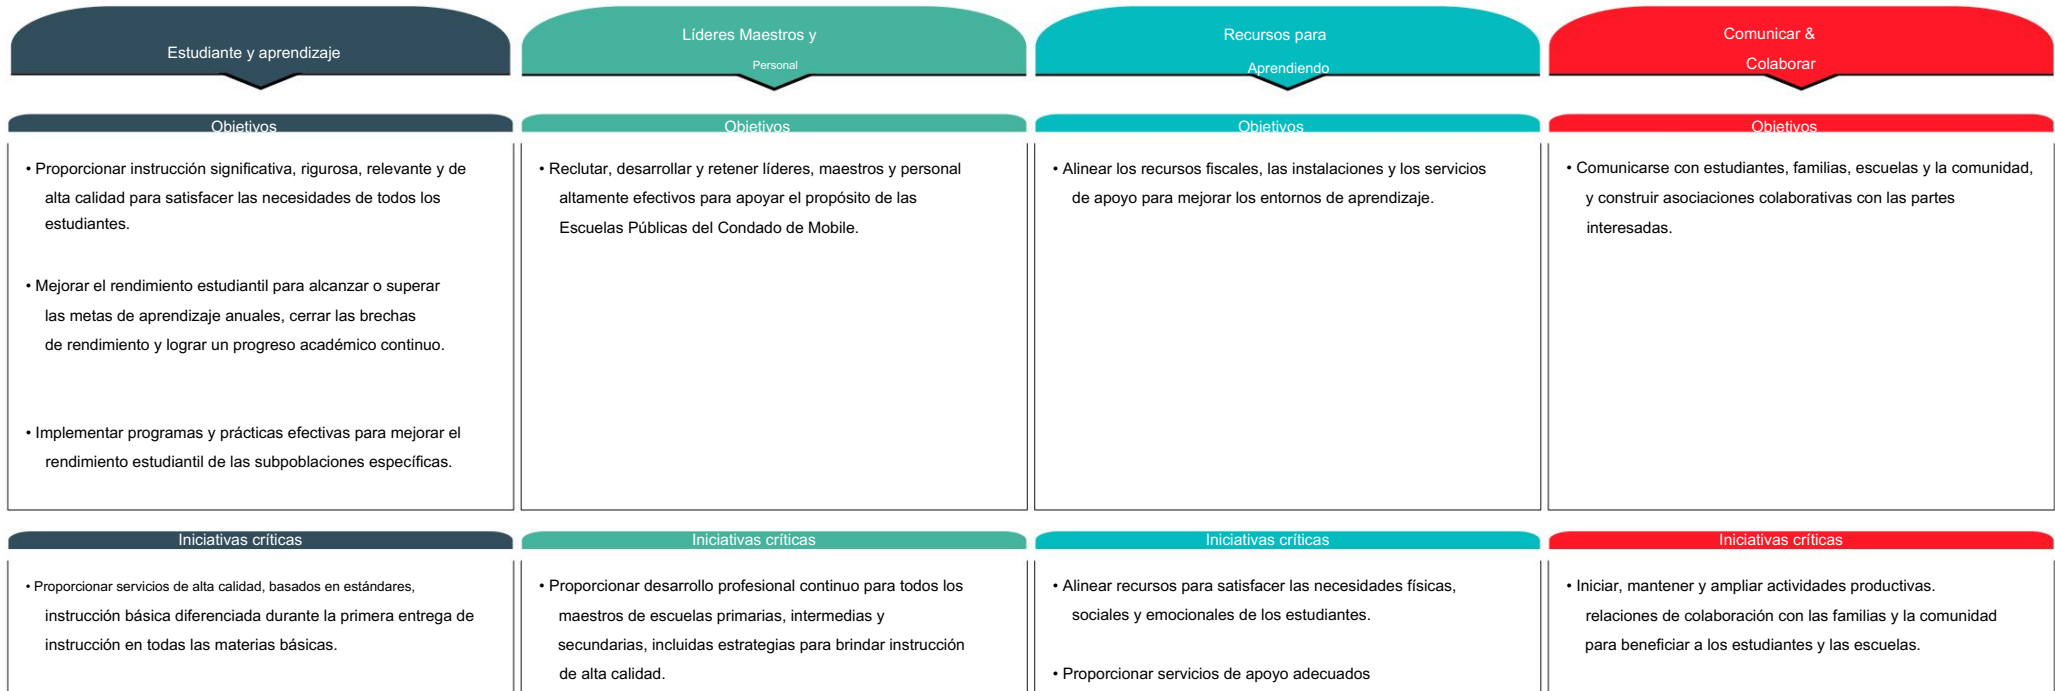 Estudiante y aprendizaje
Líderes Maestros y
Personal
Recursos para
Aprendiendo
Comunicar &
Colaborar
Objetivos
• Proporcionar instrucción significativa, rigurosa, relevante y de
alta calidad para satisfacer las necesidades de todos los
estudiantes.
• Mejorar el rendimiento estudiantil para alcanzar o superar
las metas de aprendizaje anuales, cerrar las brechas
de rendimiento y lograr un progreso académico continuo.
• Implementar programas y prácticas efectivas para mejorar el
rendimiento estudiantil de las subpoblaciones específicas.
Objetivos
• Reclutar, desarrollar y retener líderes, maestros y personal
altamente efectivos para apoyar el propósito de las
Escuelas Públicas del Condado de Mobile.
Objetivos
• Alinear los recursos fiscales, las instalaciones y los servicios
de apoyo para mejorar los entornos de aprendizaje.
Objetivos
• Comunicarse con estudiantes, familias, escuelas y la comunidad,
y construir asociaciones colaborativas con las partes
interesadas.
Iniciativas críticas
• Proporcionar servicios de alta calidad, basados en estándares,
instrucción básica diferenciada durante la primera entrega de
instrucción en todas las materias básicas.
Iniciativas críticas
• Proporcionar desarrollo profesional continuo para todos los
maestros de escuelas primarias, intermedias y
secundarias, incluidas estrategias para brindar instrucción
de alta calidad.
Iniciativas críticas
• Alinear recursos para satisfacer las necesidades físicas,
sociales y emocionales de los estudiantes.
• Proporcionar servicios de apoyo adecuados
Iniciativas críticas
• Iniciar, mantener y ampliar actividades productivas.
relaciones de colaboración con las familias y la comunidad
para beneficiar a los estudiantes y las escuelas.